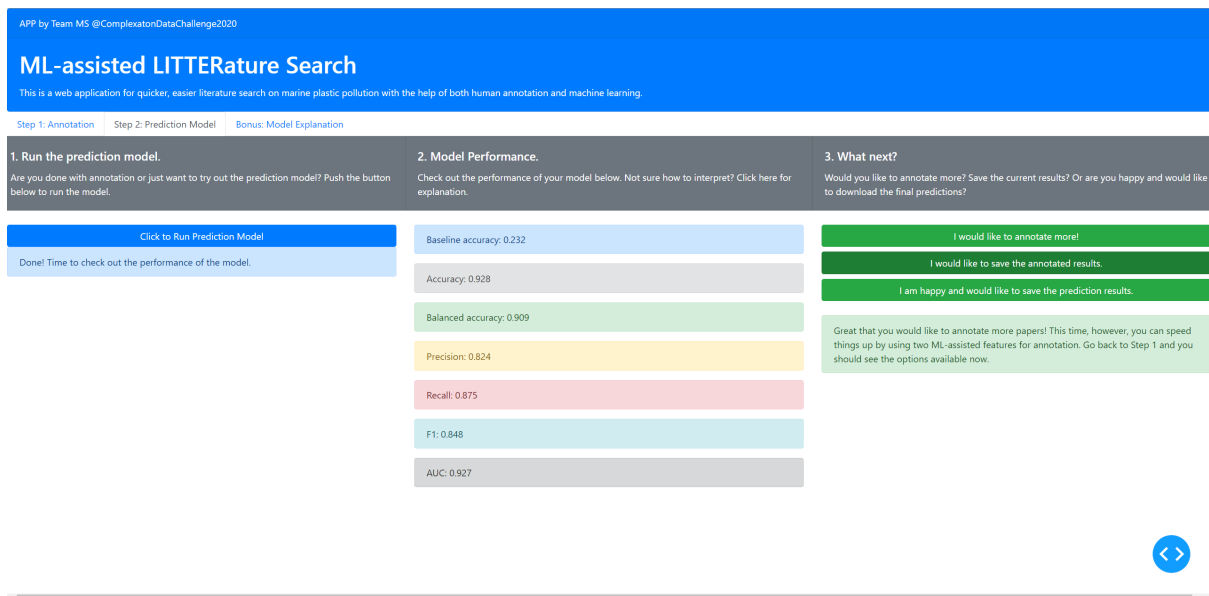 APP by Team MS @ComplexatonDataChallenge2020
ML-assisted LITTERature Search
This is a web application for quicker, easier literature search on marine plastic pollution with the help of both human annotation and machine learning.
Step 1: Annotation
Step 2: Prediction Model
Bonus: Model Explanation
1. Run the prediction model.
Are you done with annotation or just want to try out the prediction model? Push the button
below to run the model.
Click to Run Prediction Model
Done! Time to check out the performance of the model.
2. Model Performance.
Check out the performance of your model below. Not sure how to interpret? Click here for
explanation.
Baseline accuracy: 0.232
Accuracy: 0.928
Balanced accuracy: 0.909
Precision: 0.824
Recall: 0.875
F1: 0.848
AUC: 0.927
3. What next?
Would you like to annotate more? Save the current results? Or are you happy and would like
to download the final predictions?
I would like to annotate more!
I would like to save the annotated results.
I am happy and would like to save the prediction results.
Great that you would like to annotate more papers! This time, however, you can speed
things up by using two ML-assisted features for annotation. Go back to Step 1 and you
should see the options available now.